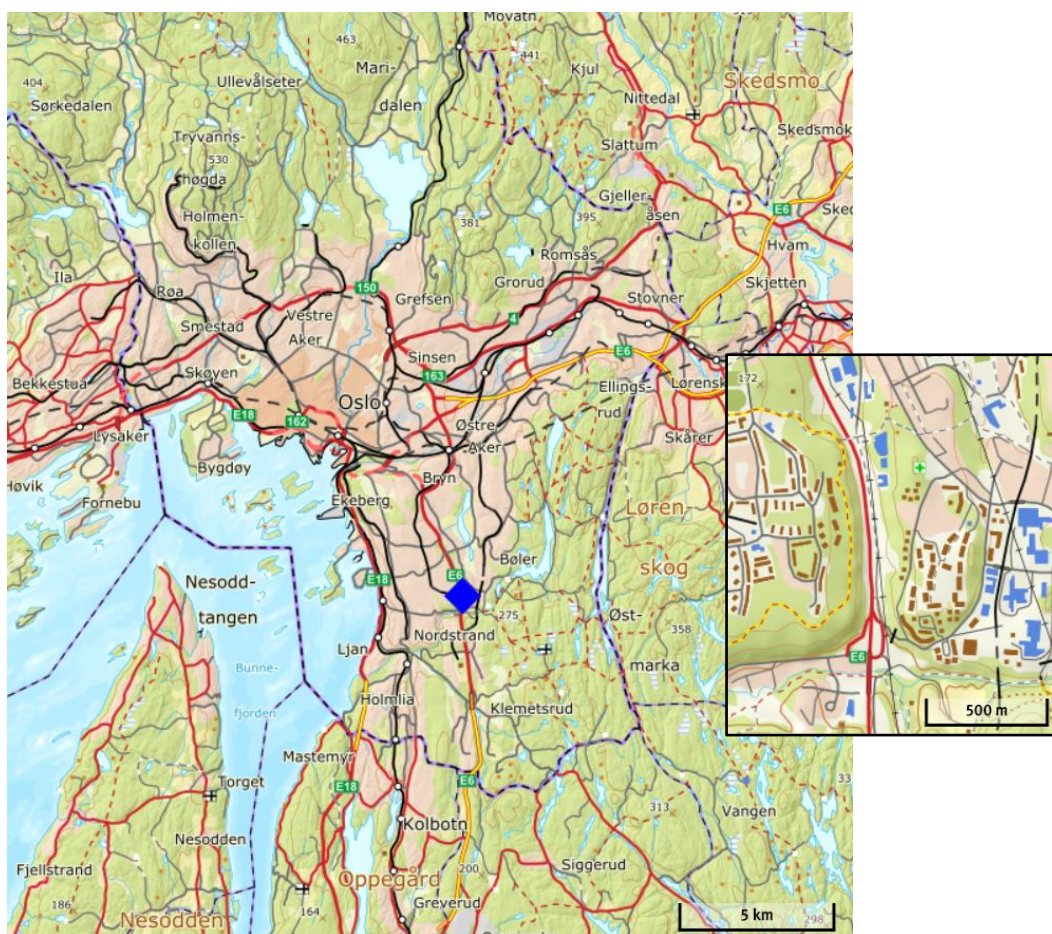 Movatn
463
Mari-
441
Kjul
404
Ullevålseter
Skedsmo
Sørkedalen
dalen
Nittedal
Tryvanns-
Skedsmok
530
Slattum
høgda
Gjeller-
Holmen-
381
395
åsen
E6
Sked
kollen
Romsås
Hvam
Ila
Grorud
Røa
150
Grefsen
Stovner
Skjetten
Vestre
4
Smestad
Aker
Sinsen
E6
Bekkestua
Skøyen
163
Ellings-
Lørensk
172
Oslo
rud
E18
162
Østre
Lysaker
Aker
Skårer
Bygdøy
Bryn
Høvik
Fornebu
Ekeberg
Løren-
Bøler
Nesodd-
E18
E6
skog
tangen
275
Øst-
Nordstrand
358
Ljan
E6
Bunne-
marka
fjorden
Holmlia
Klemetsrud
500 m
Mastemyr
Torget
E18
E6
33
313
Vangen
Nesodden
Kolbotn
Fjellstrand
Siggerud
200
Oppegård
186
Greverud
5 km
Nesodden
164
298